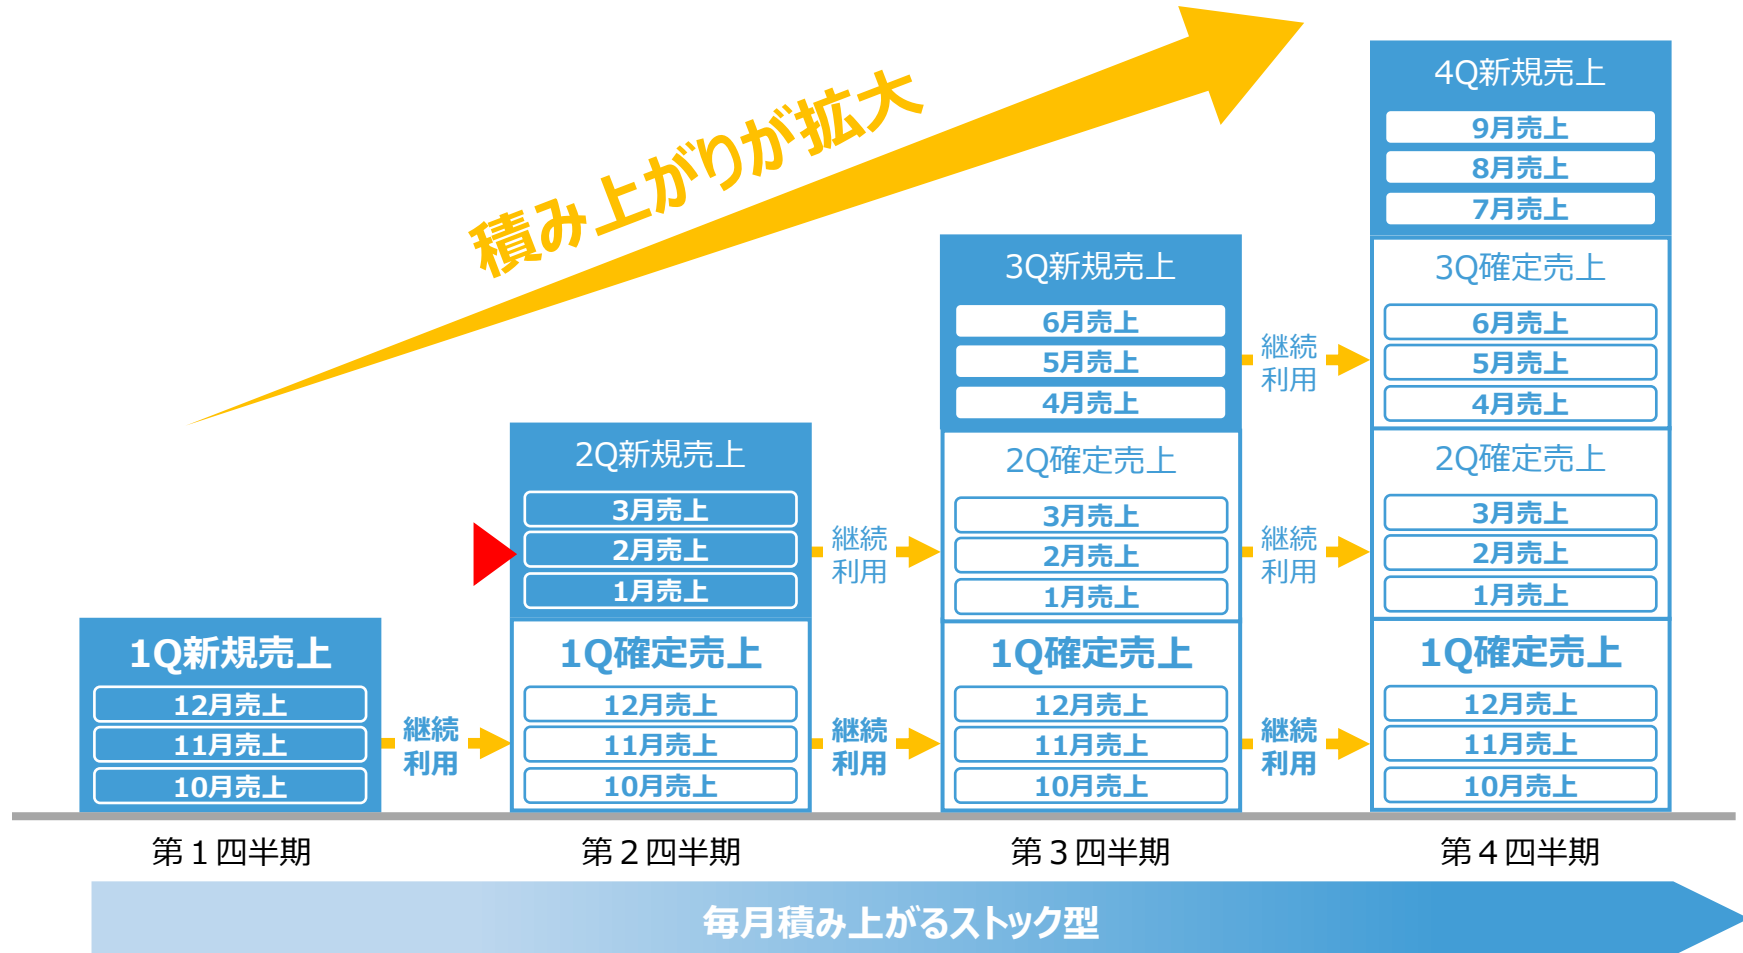 積み上がりが拡大
1Q新規売上
12月売上
11月売上
10月売上
継続
利用
2Q新規売上
3月売上
2月売上
1月売上
1Q確定売上
12月売上
11月売上
10月売上
継続
利用
継続
利用
3Q新規売上
6月売上
5月売上
4月売上
2Q確定売上
3月売上
2月売上
1月売上
1Q確定売上
12月売上
11月売上
10月売上
継続
利用
継続
利用
継続
利用
4Q新規売上
9月売上
8月売上
7月売上
3Q確定売上
6月売上
5月売上
4月売上
2Q確定売上
3月売上
2月売上
1月売上
1Q確定売上
12月売上
11月売上
10月売上
第1四半期
第2四半期
第3四半期
第4四半期
毎月積み上がるストック型